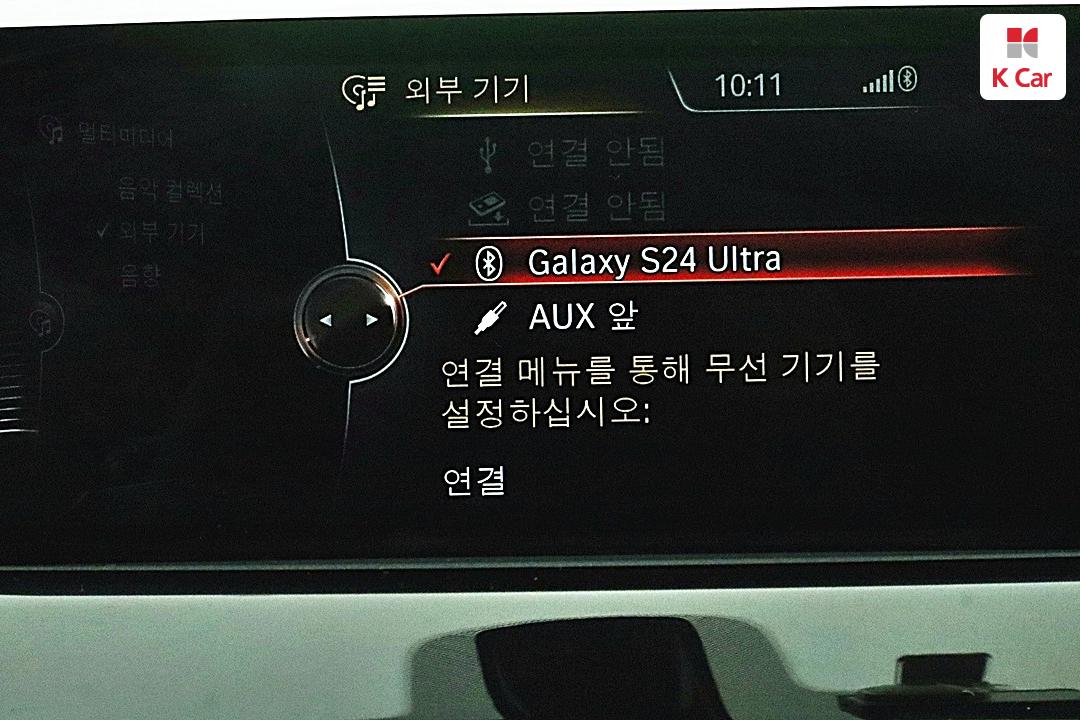 K Car
외부 기기
10:11
멀티미디어
음악 컬렉션
외부 기기
음향
연결 안됨
연결 안됨
Galaxy S24 Ultra
AUX 앞
연결 메뉴를 통해 무선 기기를
설정하십시오:
연결